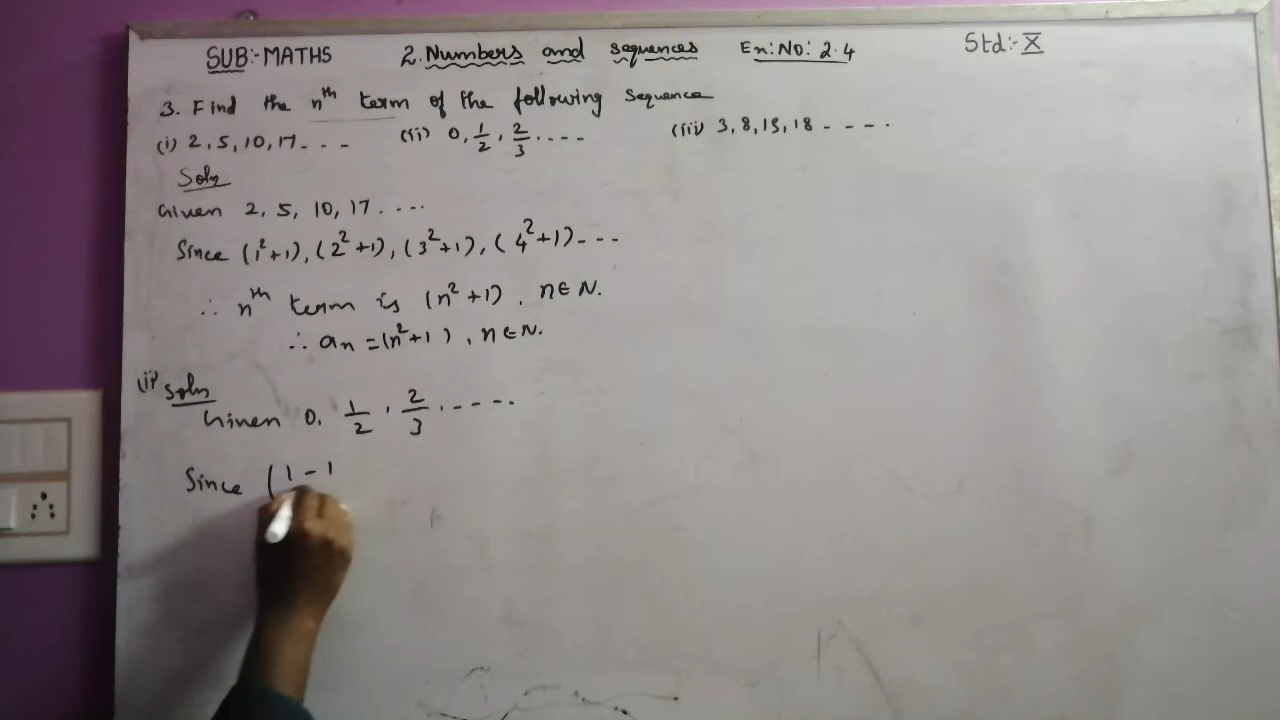 SUB:-MATHS 2. Numbers and sequences Ex:No: 2.4 Std:- X
3. Find the nth term of the following sequence
(i) 2, 5, 10, 17 - - - (ii) 0, 1/2, 2/3, .... (iii) 3, 8, 13, 18 - - - -
Soln
Given 2, 5, 10, 17 ....
Since (1²+1), (2²+1), (3²+1), (4²+1) - - -
∴ nth term is (n²+1), n∈N.
∴ an = (n²+1), n∈N.
(ii) Soln
Given 0, 1/2, 2/3, - - - -
Since (1-1